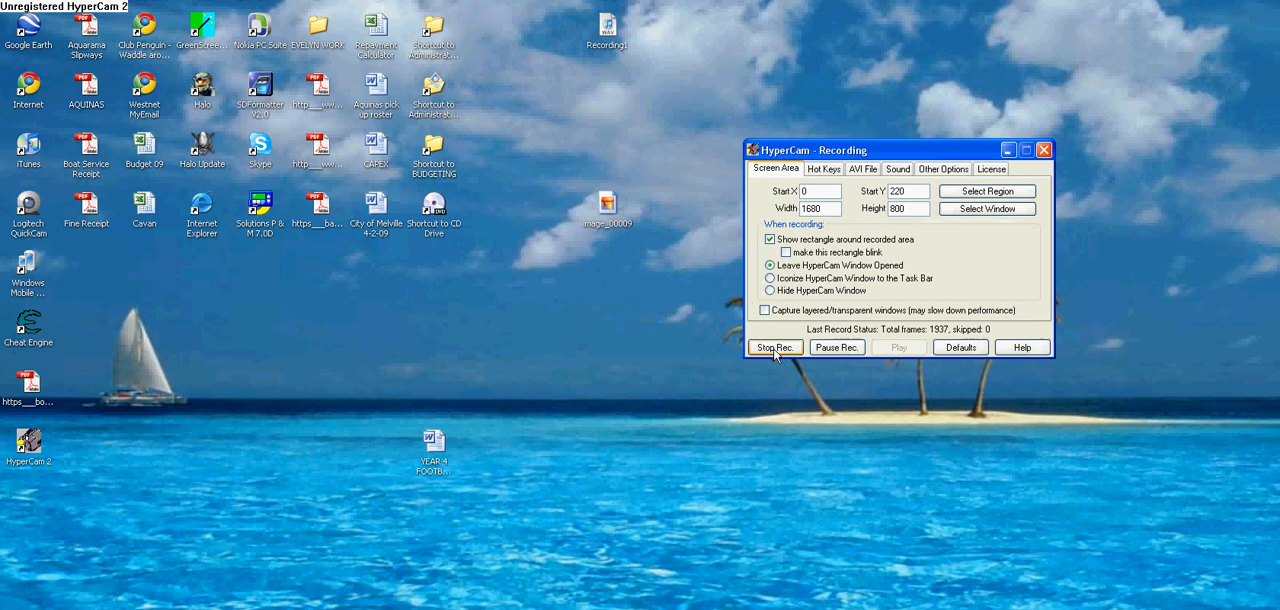 Unregistered HyperCam 2
Google Earth
Aquarama
Slipways
Club Penguin -
Waddle aro...
GreenScree...
Nokia PC Suite
EVELYN WORK
Repayment
Calculator
Shortcut to
Administrat...
Recording1
Internet
AQUINAS
Westnet
MyEmail
Halo
SDFormatter
V2.0
http___ww...
Aquinas pick
up roster
Shortcut to
Administrat...
iTunes
Boat Service
Receipt
Budget 09
Halo Update
Skype
http___ww...
CAREX
Shortcut to
BUDGETING
Logitech
QuickCam
Fine Receipt
Cavan
Internet
Explorer
Solutions P &
M 7.0D
https___ba...
City of Melville
4-2-09
Shortcut to CD
Drive
mage_00009
Windows
Mobile ...
Cheat Engine
https___bo...
HyperCam 2
YEAR 4
FOOTB...
HyperCam - Recording
Screen Area
Hot Keys
AVI File
Sound
Other Options
License
Start X 0
Start Y 220
Select Region
Width 1680
Height 800
Select Window
When recording:
Show rectangle around recorded area
make this rectangle blink
Leave HyperCam Window Opened
Iconize HyperCam Window to the Task Bar
Hide HyperCam Window
Capture layered/transparent windows (may slow down performance)
Last Record Status: Total frames: 1937, skipped: 0
Stop Rec.
Pause Rec.
Play
Defaults
Help